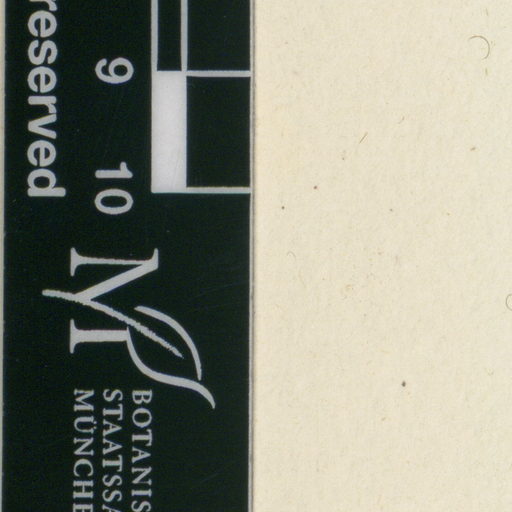 reserved
9 10
M
BOTANIS
STAATSSA
MÜNCHE